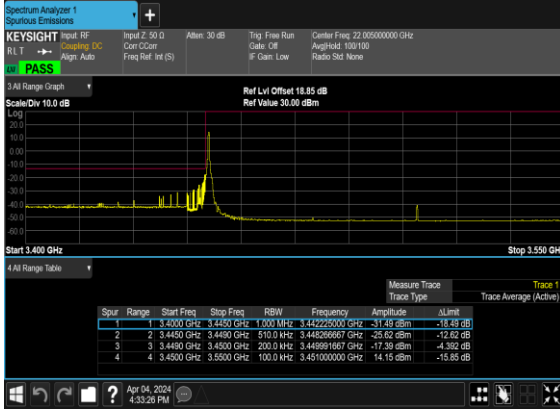 Spectrum Analyzer 1
Spurious Emissions
+
KEYSIGHT Input: RF Input Z: 50 Ω Atten: 30 dB Trig: Free Run Center Freq: 22.005000000 GHz
RLT Coupling: DC Corr CCorr Gate: Off Avg|Hold: 100/100
Align: Auto Freq Ref: Int (S) IF Gain: Low Radio Std: None
PASS
3 All Range Graph
Ref Lvl Offset 18.85 dB
Scale/Div 10.0 dB Ref Value 30.00 dBm
Log
20.0
10.0
0.00
-10.0
-20.0
-30.0
-40.0
-50.0
-60.0
Start 3.400 GHz Stop 3.550 GH
4 All Range Table
Measure Trace Trace 1
Trace Type Trace Average (Active)
Spur Range Start Freq Stop Freq RBW Frequency Amplitude ΔLimit
1 1 3.4000 GHz 3.4450 GHz 1.000 MHz 3.442225000 GHz -31.49 dBm -18.49 dB
2 2 3.4450 GHz 3.4490 GHz 510.0 kHz 3.448266667 GHz -25.62 dBm -12.62 dB
3 3 3.4490 GHz 3.4500 GHz 200.0 kHz 3.449991667 GHz -17.39 dBm -4.392 dB
4 4 3.4500 GHz 3.5500 GHz 100.0 kHz 3.451000000 GHz 14.15 dBm -15.85 dB
? Apr 04, 2024
4:33:26 PM